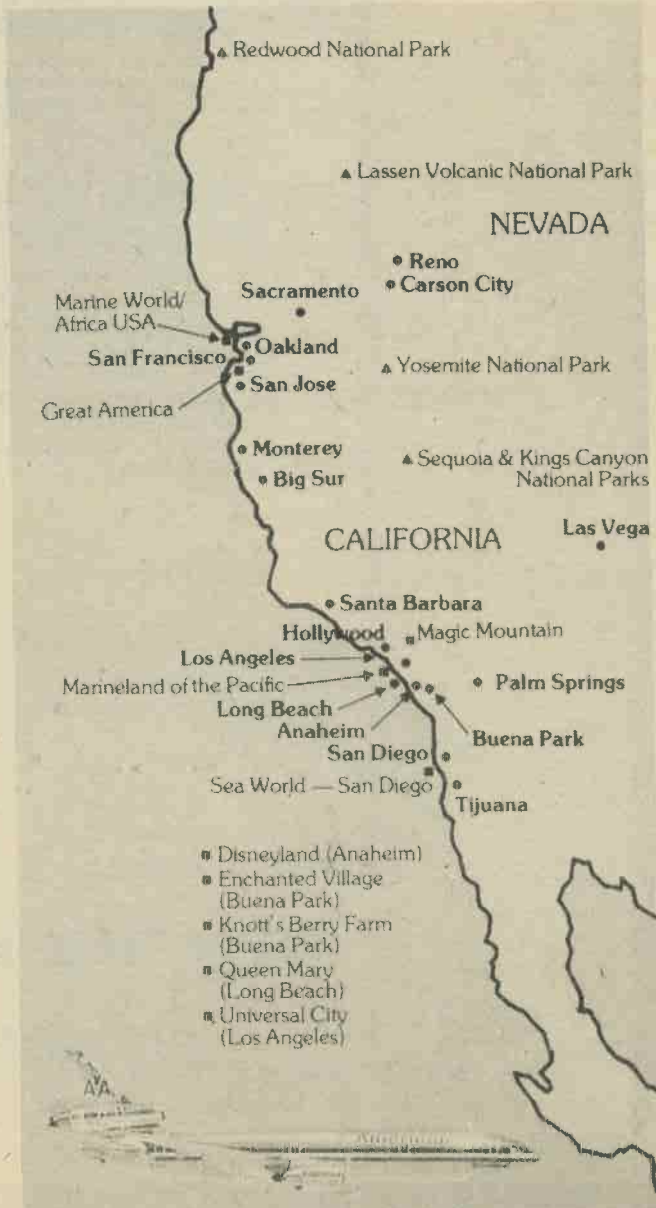 Redwood National Park
Lassen Volcanic National Park
NEVADA
Reno
Carson City
Sacramento
Marine World/
Africa USA
Oakland
San Francisco
Yosemite National Park
San Jose
Great America
Monterey
Sequoia & Kings Canyon
National Parks
Big Sur
Las Vega
CALIFORNIA
Santa Barbara
Hollywood
Magic Mountain
Los Angeles
Marineland of the Pacific
Palm Springs
Long Beach
Anaheim
Buena Park
San Diego
Sea World — San Diego
Tijuana
Disneyland (Anaheim)
Enchanted Village
(Buena Park)
Knott's Berry Farm
(Buena Park)
Queen Mary
(Long Beach)
Universal City
(Los Angeles)
AA